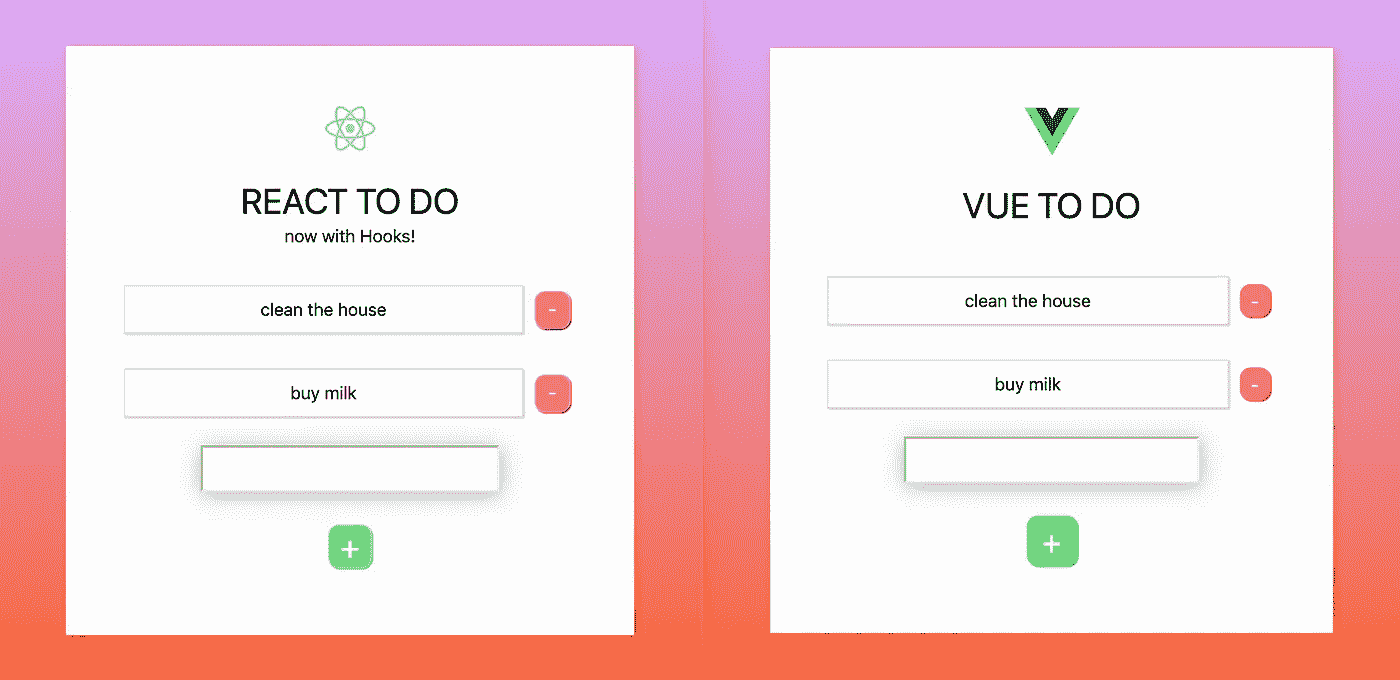 REACT TO DO
now with Hooks!
clean the house
-
buy milk
-
+
VUE TO DO
clean the house
-
buy milk
-
+